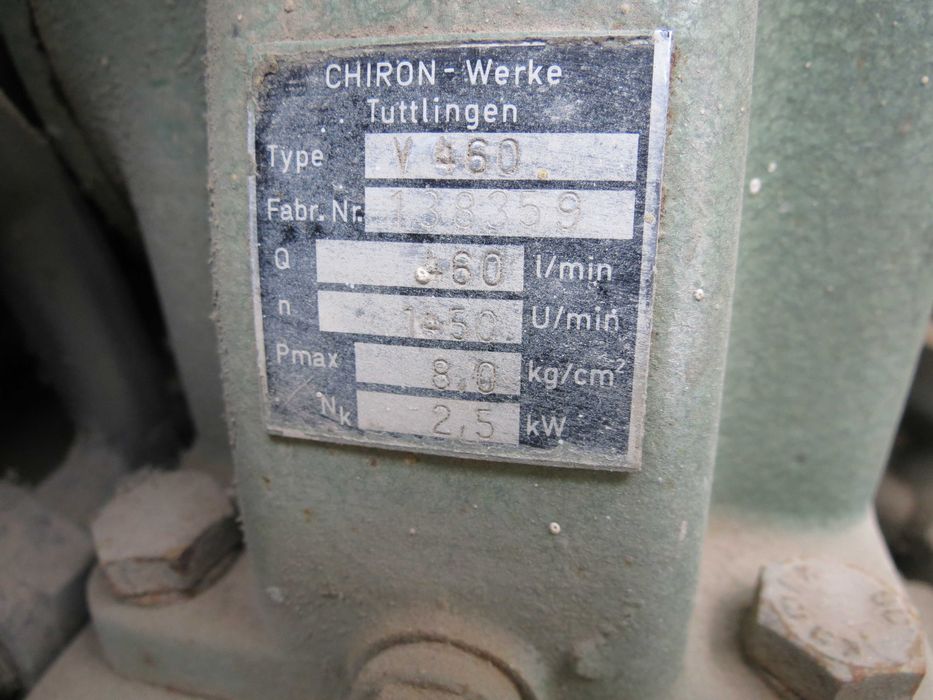 CHIRON - Werke
Tuttlingen
Type V 460
Fabr. Nr. 138359
Q 460 l/min
n 1450 U/min
Pmax 8,0 kg/cm²
Nk 2,5 kW